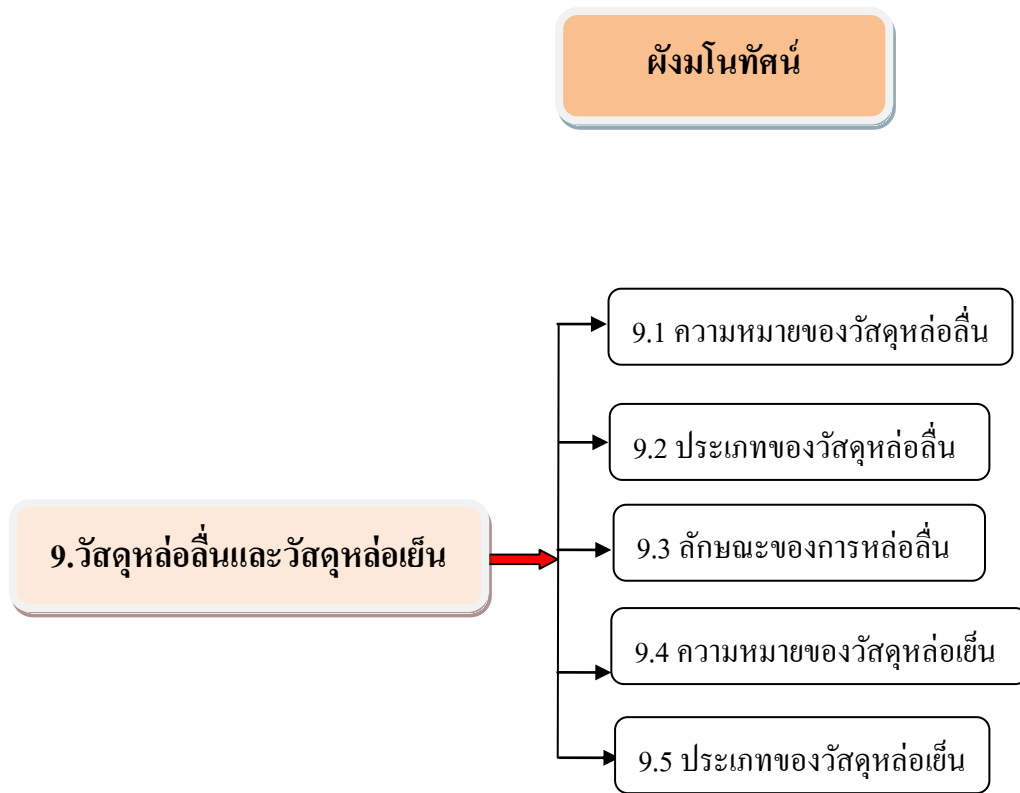 ผังมโนทัศน์
9.1 ความหมายของวัสดุหล่อลื่น
9.2 ประเภทของวัสดุหล่อลื่น
9.วัสดุหล่อลื่นและวัสดุหล่อเย็น
9.3 ลักษณะของการหล่อลื่น
9.4 ความหมายของวัสดุหล่อเย็น
9.5 ประเภทของวัสดุหล่อเย็น